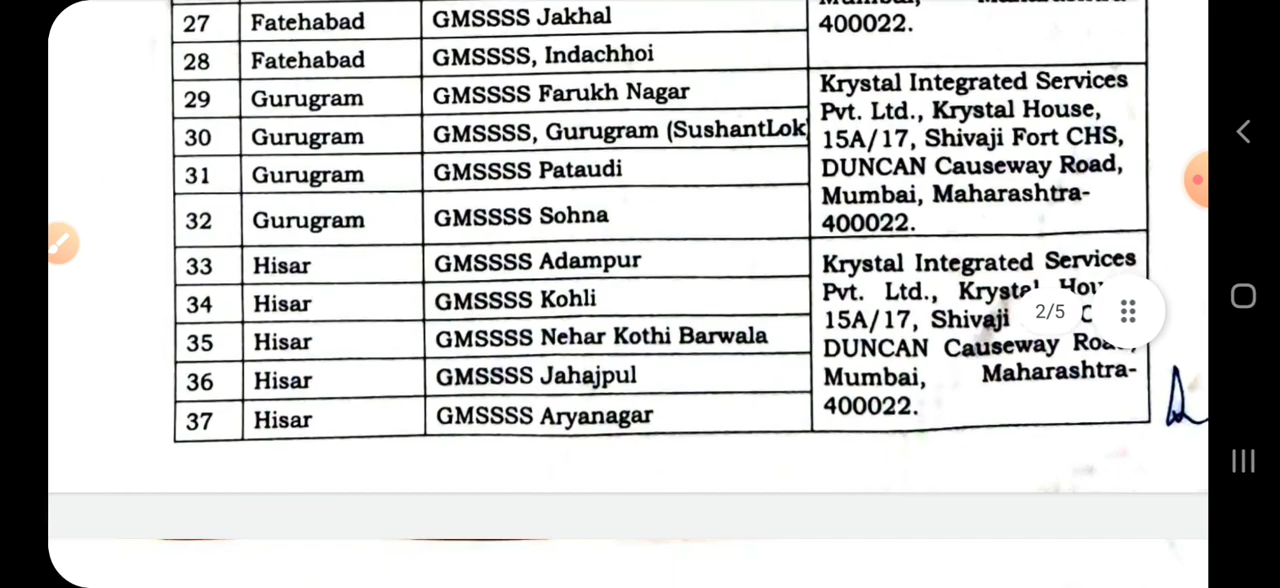 27 Fatehabad GMSSSS Jakhal
400022.
28 Fatehabad GMSSSS, Indachhoi
29 Gurugram GMSSSS Farukh Nagar
30 Gurugram GMSSSS, Gurugram (SushantLok
31 Gurugram GMSSSS Pataudi
32 Gurugram GMSSSS Sohna
Krystal Integrated Services
Pvt. Ltd., Krystal House,
15A/17, Shivaji Fort CHS,
DUNCAN Causeway Road,
Mumbai, Maharashtra-
400022.
33 Hisar GMSSSS Adampur
34 Hisar GMSSSS Kohli
35 Hisar GMSSSS Nehar Kothi Barwala
36 Hisar GMSSSS Jahajpul
37 Hisar GMSSSS Aryanagar
Krystal Integrated Services
Pvt. Ltd., Krystal
15A/17, Shivaji
DUNCAN Causeway
Mumbai, Maharashtra-
400022.
2/5